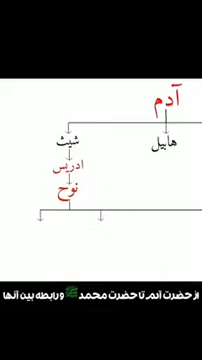 آدم
هابیل
شیث
ادریس
نوح
از حضرت آدم تا حضرت محمد ﷺ و رابطه بین آنها